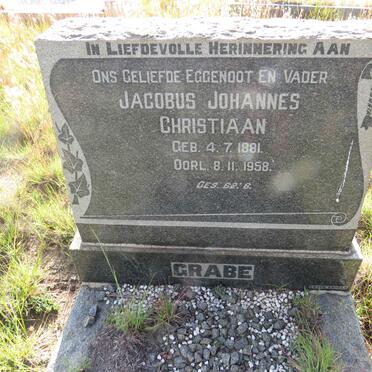 IN LIEFDEVOLLE HERINNERING AAN
ONS GELIEFDE EGGENOOT EN VADER
JACOBUS JOHANNES
CHRISTIAAN
GEB. 4. 7. 1881.
OORL. 8. 11. 1958.
GES. 62: 6.
GRABE